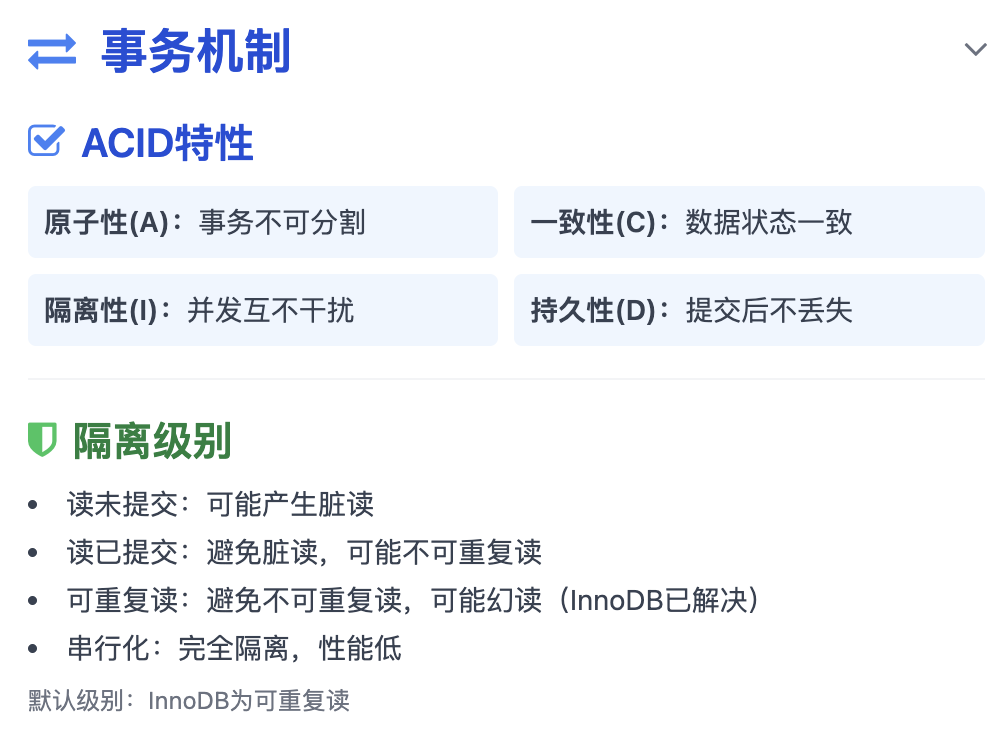 事务机制
ACID特性
原子性(A)：事务不可分割
一致性(C)：数据状态一致
隔离性(I)：并发互不干扰
持久性(D)：提交后不丢失
隔离级别
• 读未提交：可能产生脏读
• 读已提交：避免脏读，可能不可重复读
• 可重复读：避免不可重复读，可能幻读（InnoDB已解决）
• 串行化：完全隔离，性能低
默认级别：InnoDB为可重复读